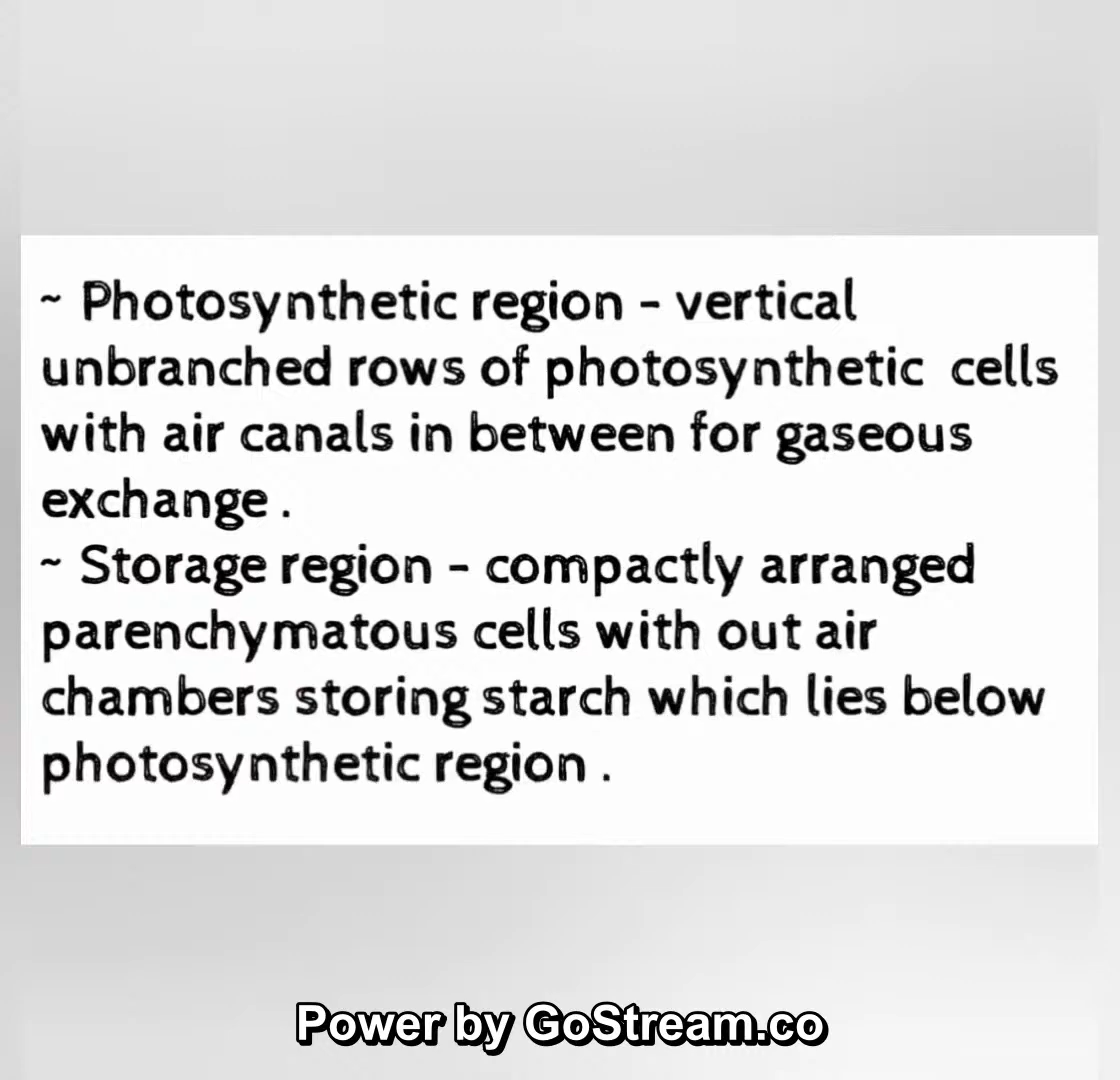 ~ Photosynthetic region - vertical
unbranched rows of photosynthetic cells
with air canals in between for gaseous
exchange .
~ Storage region - compactly arranged
parenchymatous cells with out air
chambers storing starch which lies below
photosynthetic region .
Power by GoStream.co